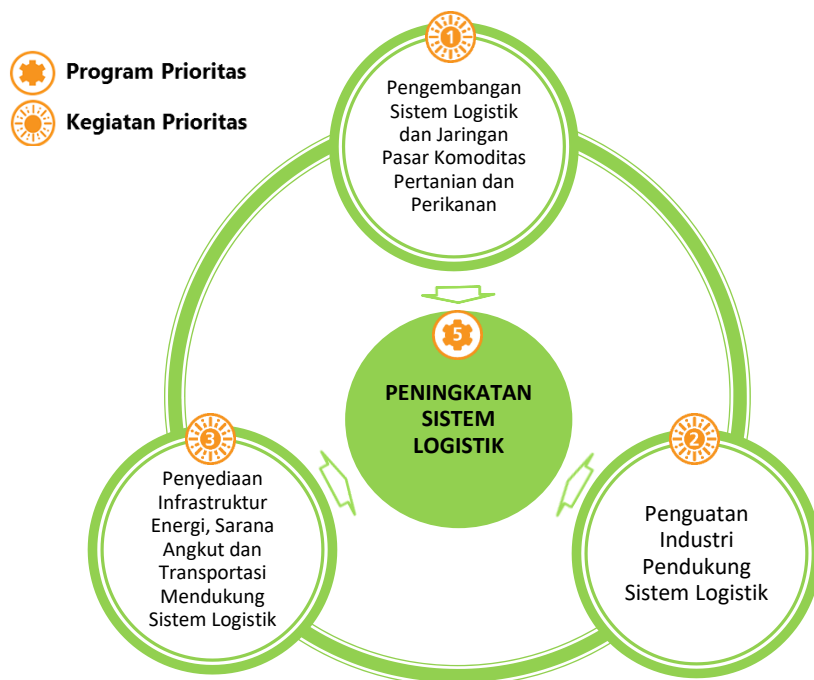 Program Prioritas
Kegiatan Prioritas
1
Pengembangan
Sistem Logistik
dan Jaringan
Pasar Komoditas
Pertanian dan
Perikanan
5
PENINGKATAN
SISTEM
LOGISTIK
3
Penyediaan
Infrastruktur
Energi, Sarana
Angkut dan
Transportasi
Mendukung
Sistem Logistik
2
Penguatan
Industri
Pendukung
Sistem Logistik